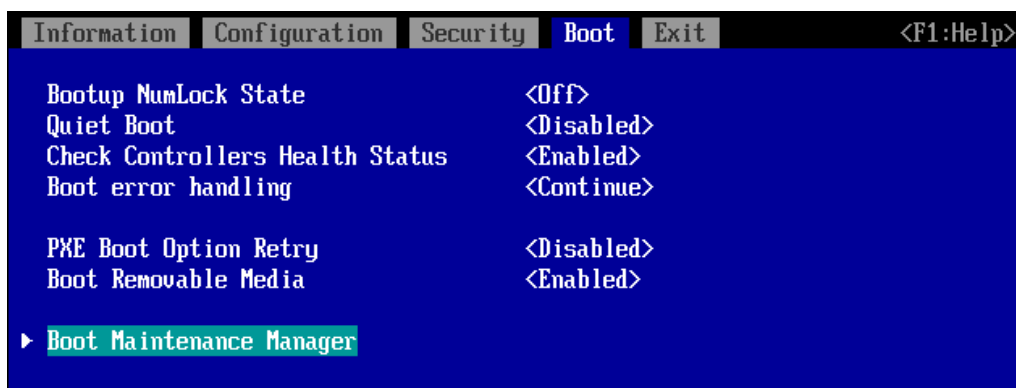 Information Configuration Security Boot Exit <F1:Help>
Bootup NumLock State <Off>
Quiet Boot <Disabled>
Check Controllers Health Status <Enabled>
Boot error handling <Continue>
PXE Boot Option Retry <Disabled>
Boot Removable Media <Enabled>
Boot Maintenance Manager